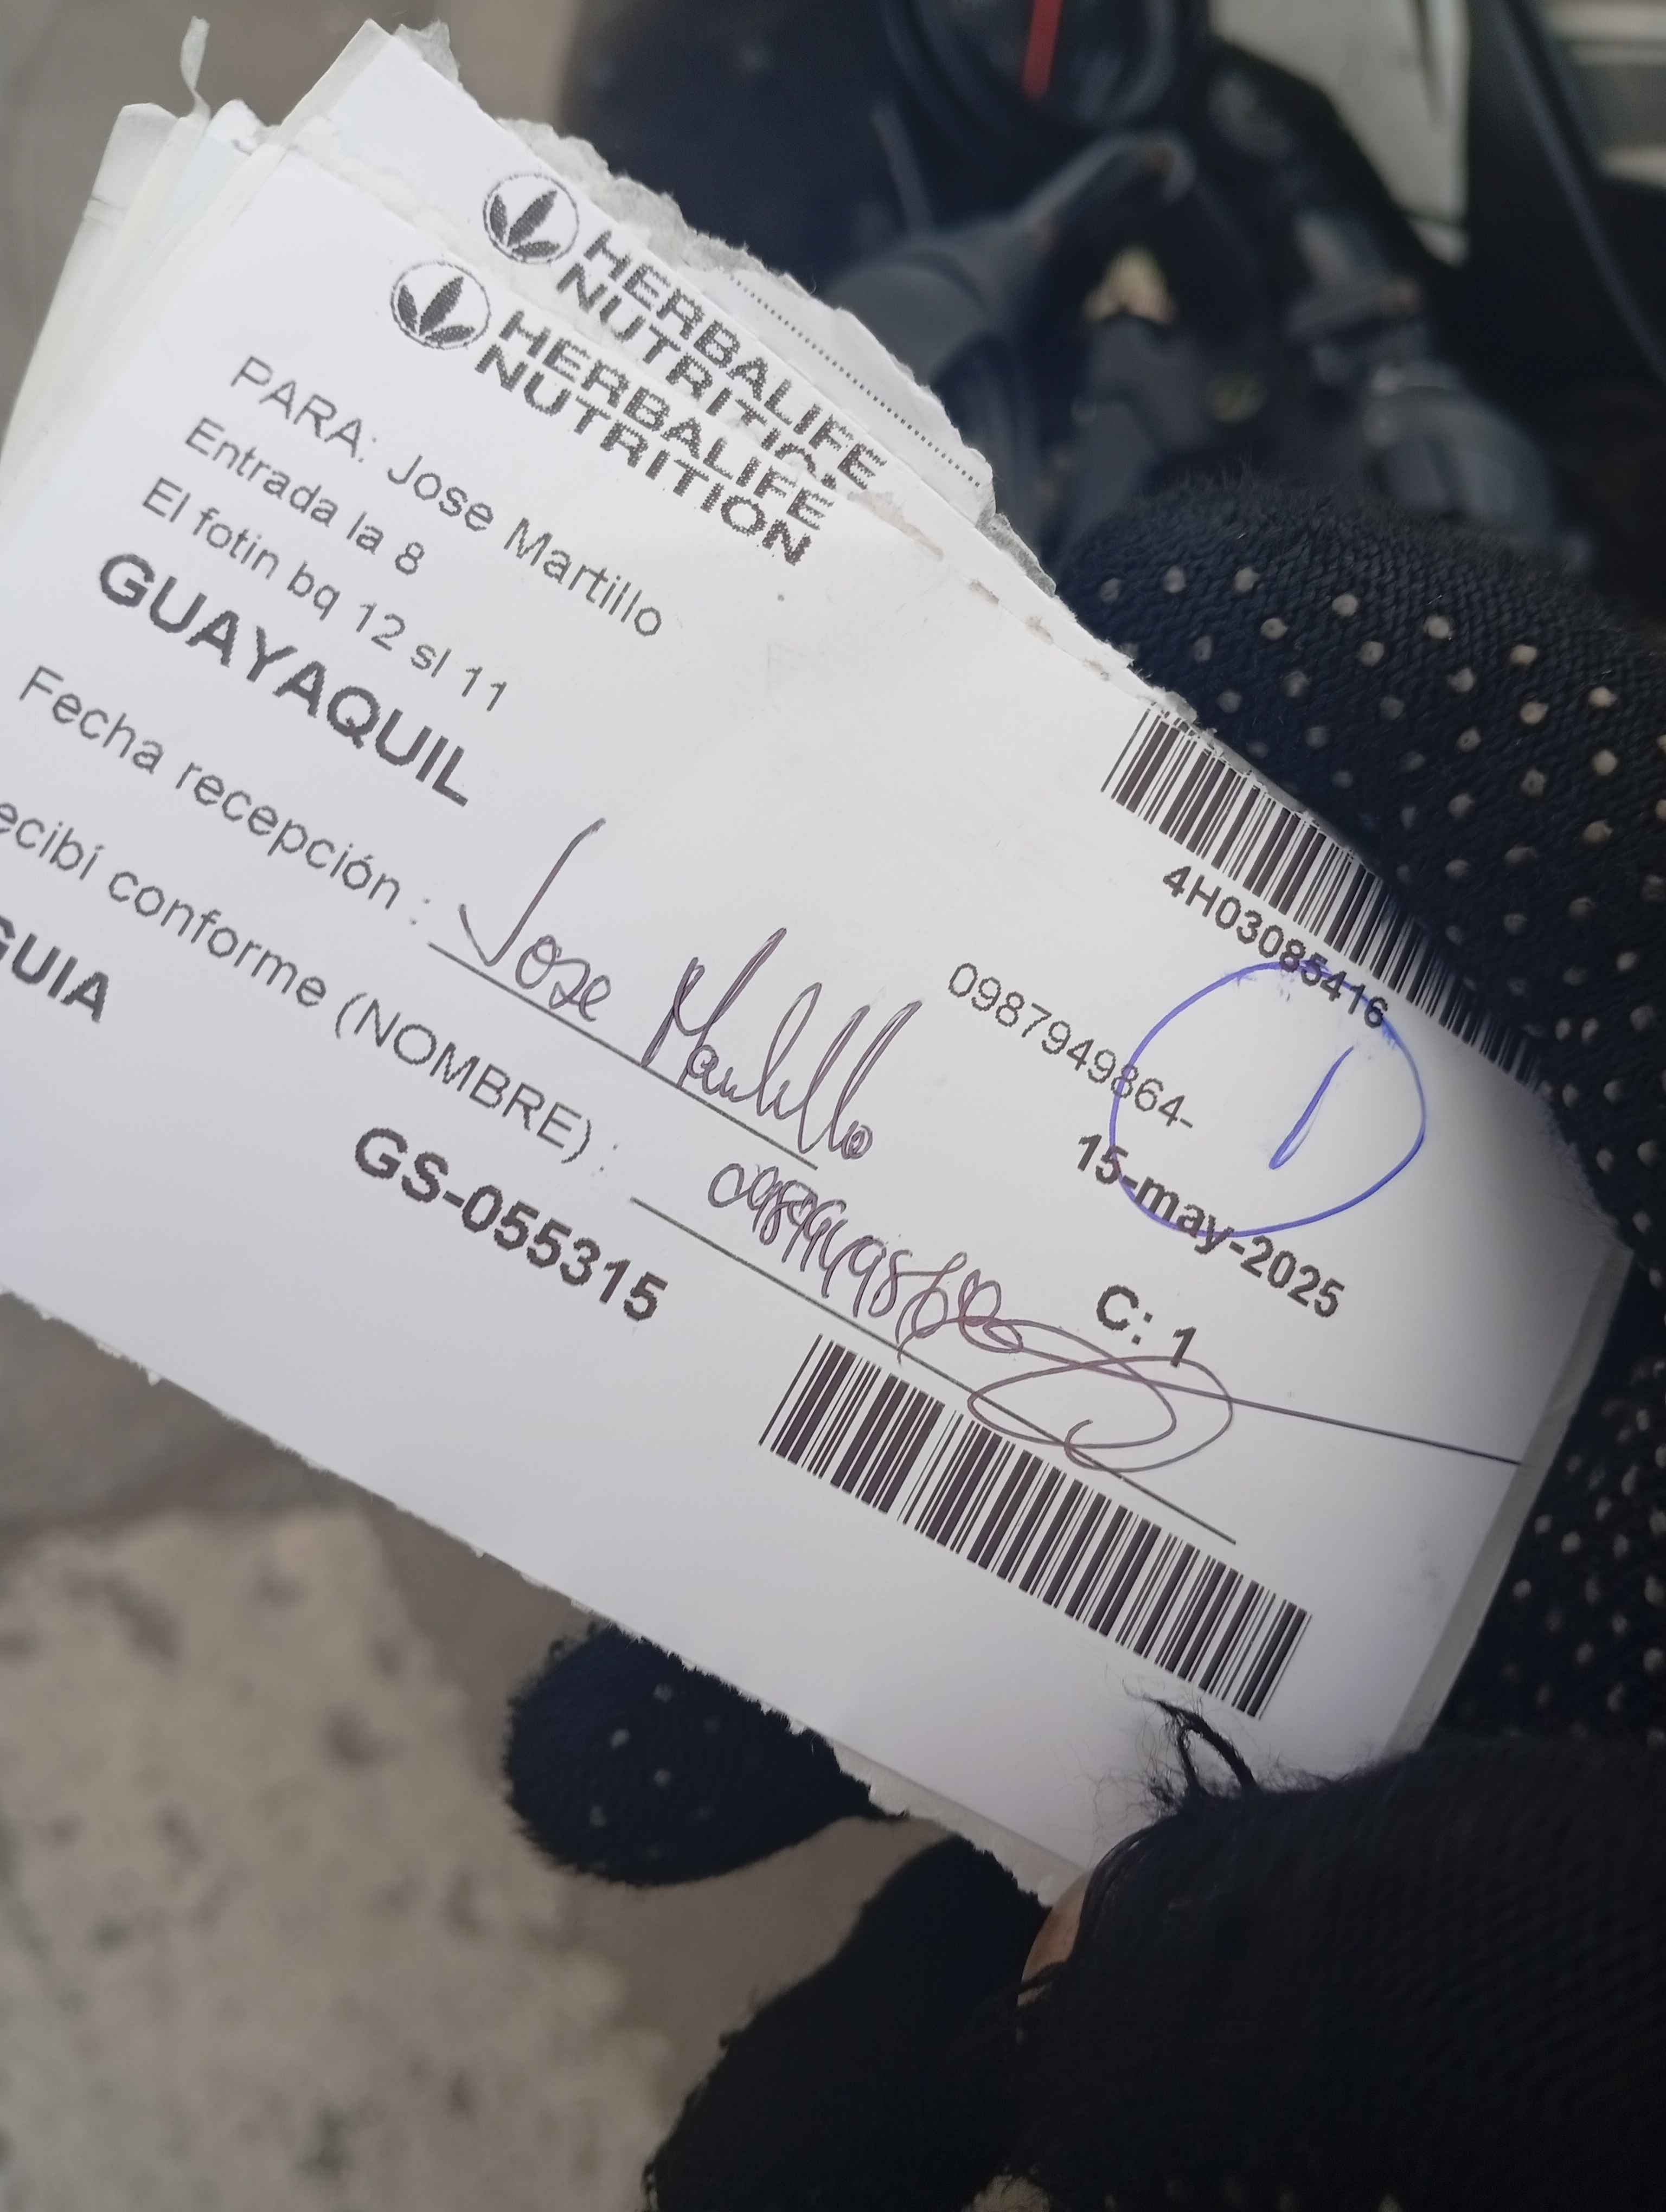 HERBALIFE
NUTRITION
HERBALIFE
NUTRITION
PARA: Jose Martillo
Entrada la 8
El fotin bq 12 sl 11
GUAYAQUIL
4H03085416
0987949864-
1
15-may-2025
Fecha recepción : Jose Martillo
ecibí conforme (NOMBRE) :
C: 1
GUIA GS-055315